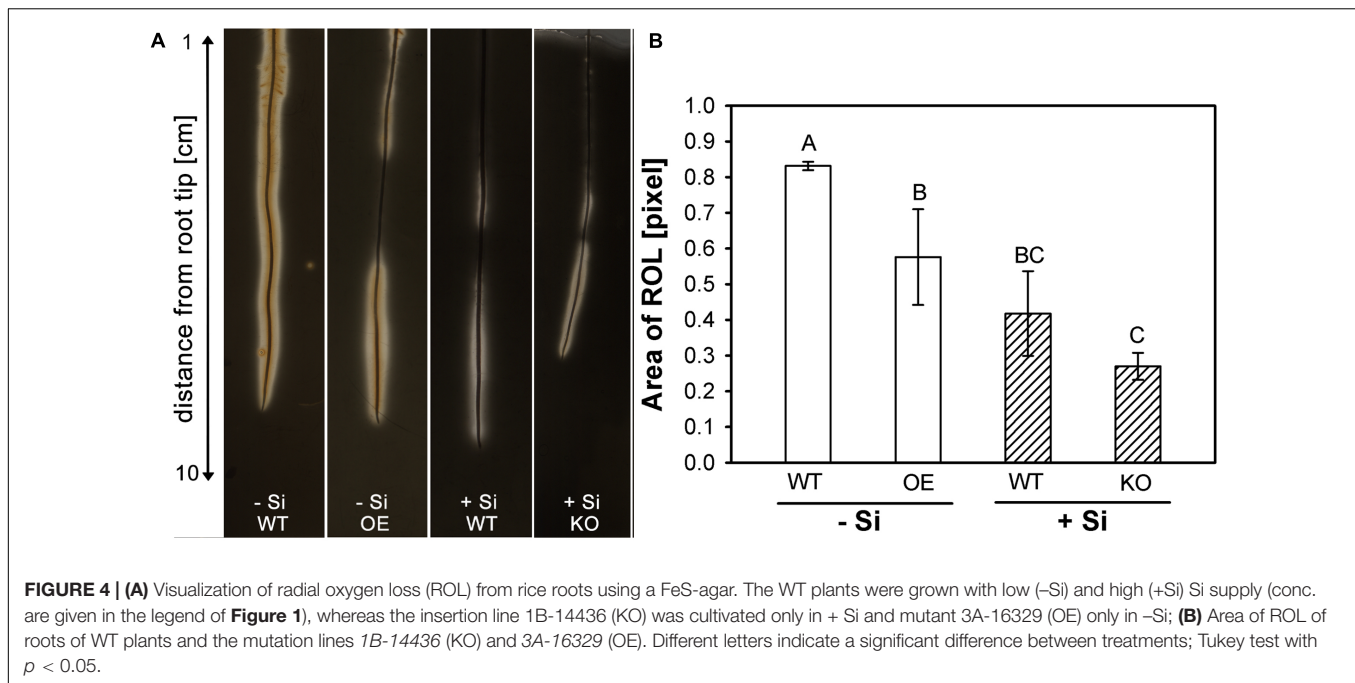 A
1
distance from root tip [cm]
10
- Si
WT
- Si
OE
+ Si
WT
+ Si
KO
B
Area of ROL [pixel]
1.0
0.9
0.8
0.7
0.6
0.5
0.4
0.3
0.2
0.1
0.0
A
B
BC
C
WT
OE
WT
KO
- Si
+ Si
FIGURE 4 | (A) Visualization of radial oxygen loss (ROL) from rice roots using a FeS-agar. The WT plants were grown with low (–Si) and high (+Si) Si supply (conc.
are given in the legend of Figure 1), whereas the insertion line 1B-14436 (KO) was cultivated only in + Si and mutant 3A-16329 (OE) only in –Si; (B) Area of ROL of
roots of WT plants and the mutation lines 1B-14436 (KO) and 3A-16329 (OE). Different letters indicate a significant difference between treatments; Tukey test with
p < 0.05.